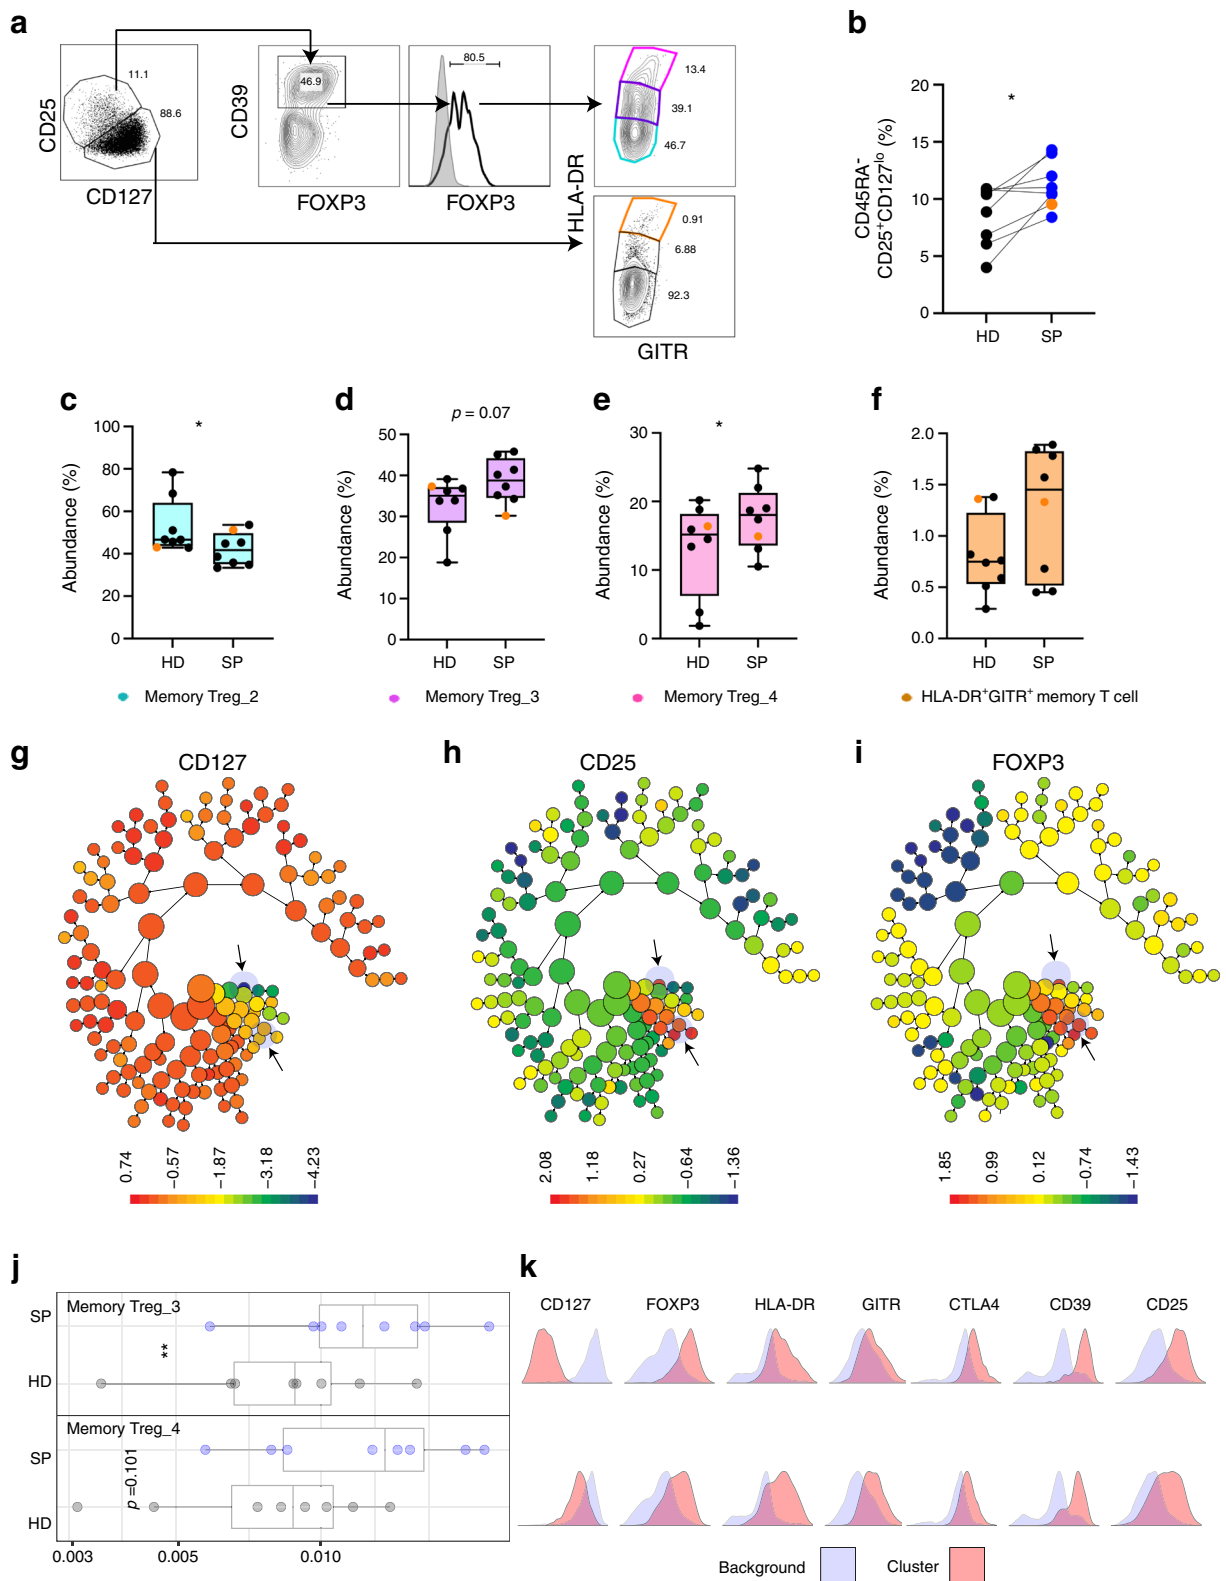 a
CD25
CD127
11.1
88.6
CD39
FOXP3
46.9
80.5
FOXP3
HLA-DR
13.4
39.1
46.7
0.91
6.88
92.3
GITR
b
CD45RA-
CD25+CD127lo (%)
20
15
10
5
0
*
HD SP
c
Abundance (%)
100
80
60
40
20
0
*
HD SP
Memory Treg_2
d
Abundance (%)
50
40
30
20
10
0
p = 0.07
HD SP
Memory Treg_3
e
Abundance (%)
30
20
10
0
*
HD SP
Memory Treg_4
f
Abundance (%)
2.0
1.5
1.0
0.5
0.0
HD SP
HLA-DR+GITR+ memory T cell
g
CD127
0.74 −0.57 −1.87 −3.18 −4.23
h
CD25
2.08 1.18 0.27 −0.64 −1.36
i
FOXP3
1.85 0.99 0.12 −0.74 −1.43
j
Memory Treg_3
SP
**
HD
Memory Treg_4
SP
p =0.101
HD
0.003 0.005 0.010
k
CD127 FOXP3 HLA-DR GITR CTLA4 CD39 CD25
Background Cluster